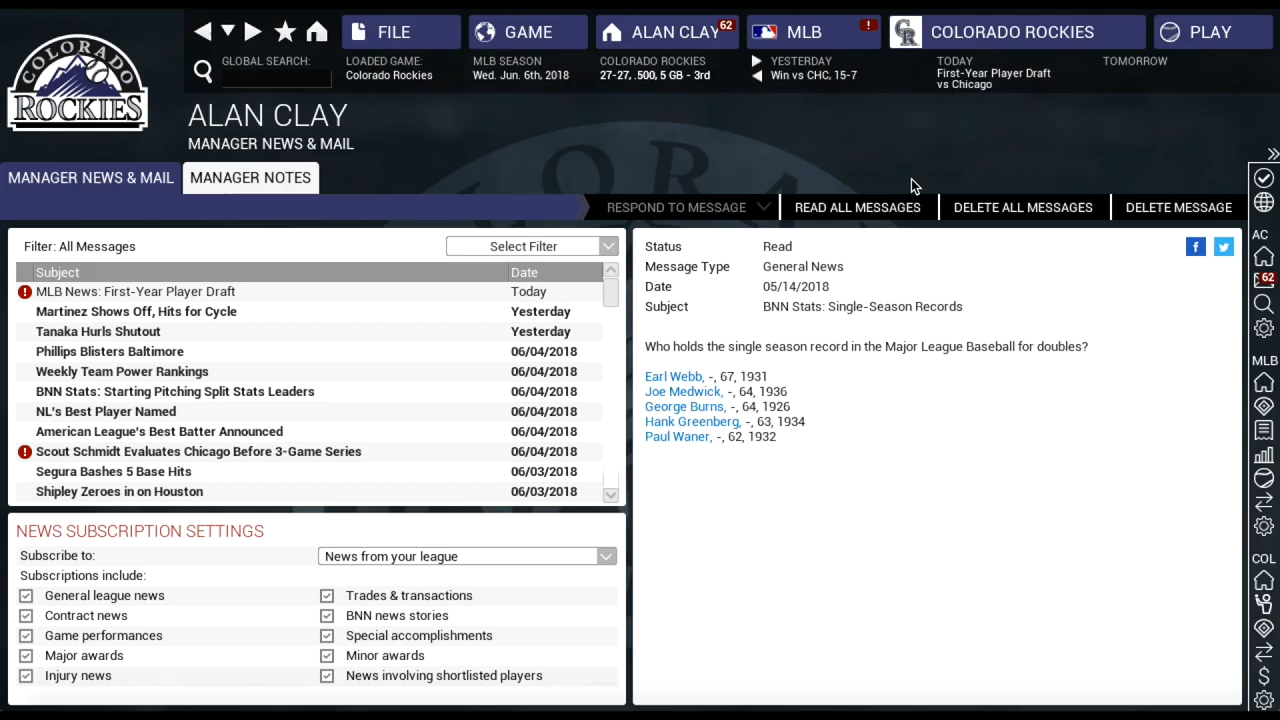 COLORADO
ROCKIES
FILE
GAME
ALAN CLAY
62
MLB
!
CR
COLORADO ROCKIES
PLAY
GLOBAL SEARCH:
LOADED GAME:
Colorado Rockies
MLB SEASON
Wed. Jun. 6th, 2018
COLORADO ROCKIES
27-27, .500, 5 GB - 3rd
YESTERDAY
Win vs CHC, 15-7
TODAY
First-Year Player Draft
vs Chicago
TOMORROW
ALAN CLAY
MANAGER NEWS & MAIL
MANAGER NEWS & MAIL
MANAGER NOTES
RESPOND TO MESSAGE
READ ALL MESSAGES
DELETE ALL MESSAGES
DELETE MESSAGE
Filter: All Messages
Select Filter
Subject
Date
! MLB News: First-Year Player Draft Today
Martinez Shows Off, Hits for Cycle Yesterday
Tanaka Hurls Shutout Yesterday
Phillips Blisters Baltimore 06/04/2018
Weekly Team Power Rankings 06/04/2018
BNN Stats: Starting Pitching Split Stats Leaders 06/04/2018
NL's Best Player Named 06/04/2018
American League's Best Batter Announced 06/04/2018
! Scout Schmidt Evaluates Chicago Before 3-Game Series 06/04/2018
Segura Bashes 5 Base Hits 06/03/2018
Shipley Zeroes in on Houston 06/03/2018
NEWS SUBSCRIPTION SETTINGS
Subscribe to:
News from your league
Subscriptions include:
General league news
Trades & transactions
Contract news
BNN news stories
Game performances
Special accomplishments
Major awards
Minor awards
Injury news
News involving shortlisted players
Status Read
Message Type General News
Date 05/14/2018
Subject BNN Stats: Single-Season Records
f
Who holds the single season record in the Major League Baseball for doubles?
Earl Webb, -, 67, 1931
Joe Medwick, -, 64, 1936
George Burns, -, 64, 1926
Hank Greenberg, -, 63, 1934
Paul Waner, -, 62, 1932
AC
62
MLB
COL
$